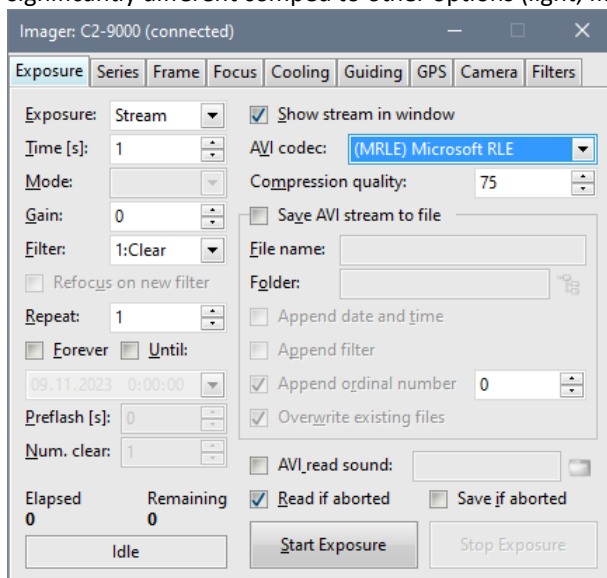 significantly different comped to other options (light)
Imager: C2-9000 (connected)
Exposure Series Frame Focus Cooling Guiding GPS Camera Filters
Exposure: Stream
Show stream in window
Time [s]: 1
AVI codec: (MRLE) Microsoft RLE
Mode:
Compression quality: 75
Gain: 0
Save AVI stream to file
Filter: 1:Clear
File name:
Refocus on new filter
Folder:
Repeat: 1
Append date and time
Forever Until:
Append filter
09.11.2023 0:00:00
Append ordinal number 0
Preflash [s]: 0
Overwrite existing files
Num. clear: 1
AVI read sound:
Elapsed Remaining
Read if aborted Save if aborted
0 0
Idle
Start Exposure Stop Exposure